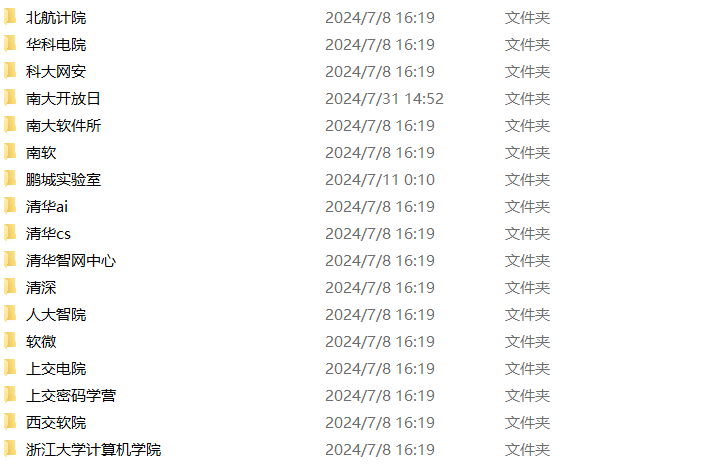 北航计院 2024/7/8 16:19 文件夹
华科电院 2024/7/8 16:19 文件夹
科大网安 2024/7/8 16:19 文件夹
南大开放日 2024/7/31 14:52 文件夹
南大软件所 2024/7/8 16:19 文件夹
南软 2024/7/8 16:19 文件夹
鹏城实验室 2024/7/11 0:10 文件夹
清华ai 2024/7/8 16:19 文件夹
清华cs 2024/7/8 16:19 文件夹
清华智网中心 2024/7/8 16:19 文件夹
清深 2024/7/8 16:19 文件夹
人大智院 2024/7/8 16:19 文件夹
软微 2024/7/8 16:19 文件夹
上交电院 2024/7/8 16:19 文件夹
上交密码学营 2024/7/8 16:19 文件夹
西交软院 2024/7/8 16:19 文件夹
浙江大学计算机学院 2024/7/8 16:19 文件夹